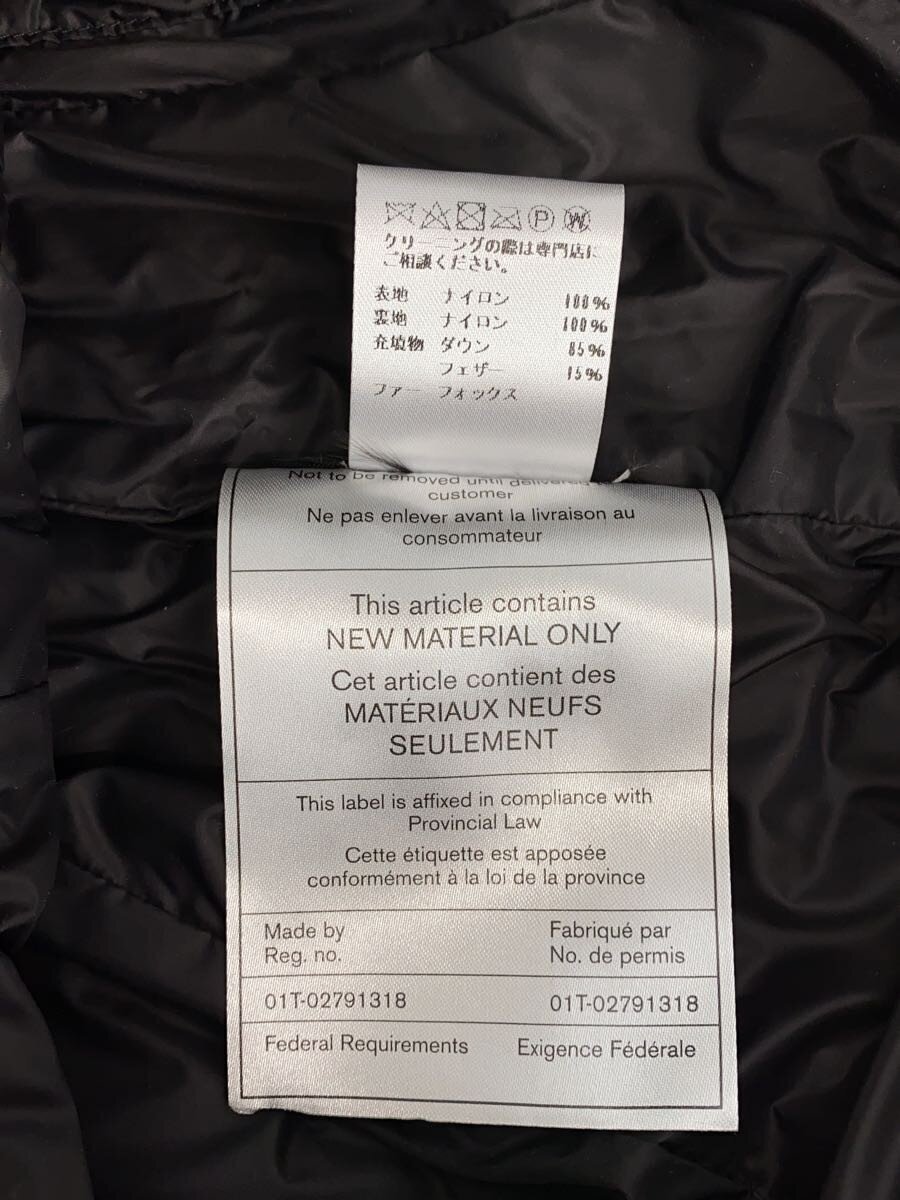 P W
クリーニングの際は専門店に
ご相談ください。
表地 ナイロン 100%
裏地 ナイロン 100%
充填物 ダウン 85%
フェザー 15%
ファー フォックス
Not to be removed until
customer
Ne pas enlever avant la livraison au
consommateur
This article contains
NEW MATERIAL ONLY
Cet article contient des
MATÉRIAUX NEUFS
SEULEMENT
This label is affixed in compliance with
Provincial Law
Cette étiquette est apposée
conformément à la loi de la province
Made by Fabriqué par
Reg. no. No. de permis
01T-02791318 01T-02791318
Federal Requirements Exigence Fédérale